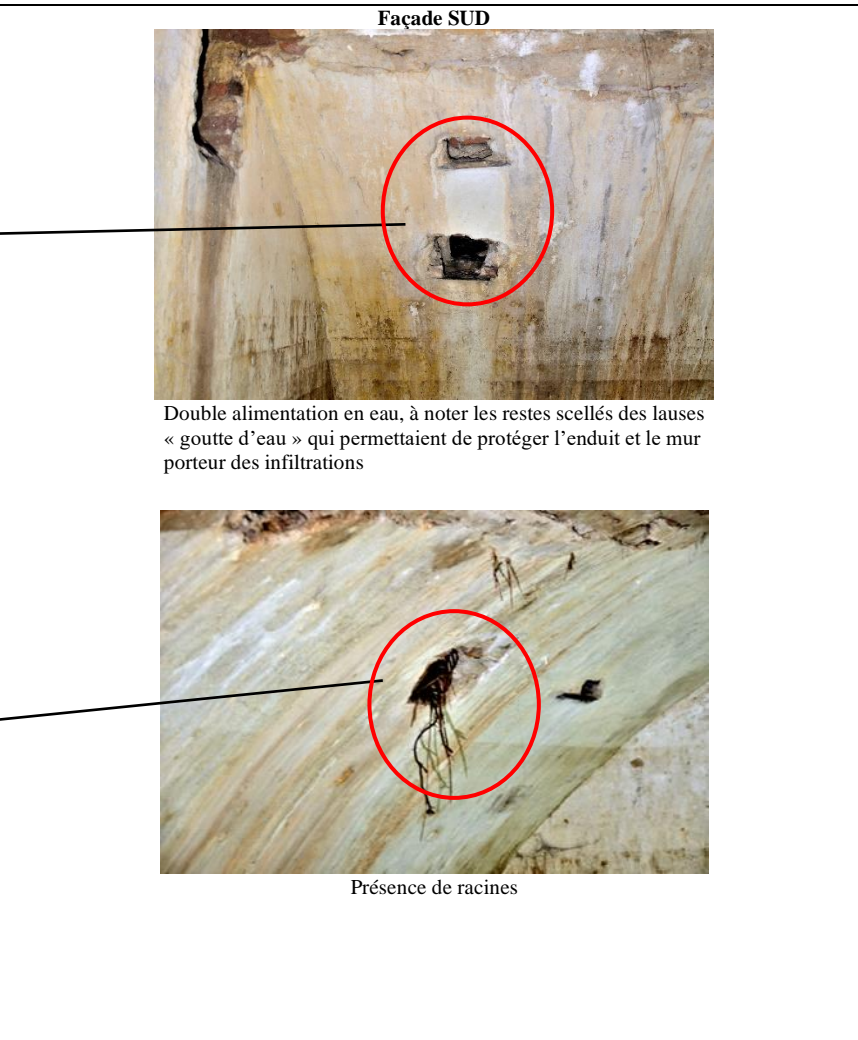 Façade SUD
Double alimentation en eau, à noter les restes scellés des lauses
« goutte d’eau » qui permettaient de protéger l’enduit et le mur
porteur des infiltrations
Présence de racines